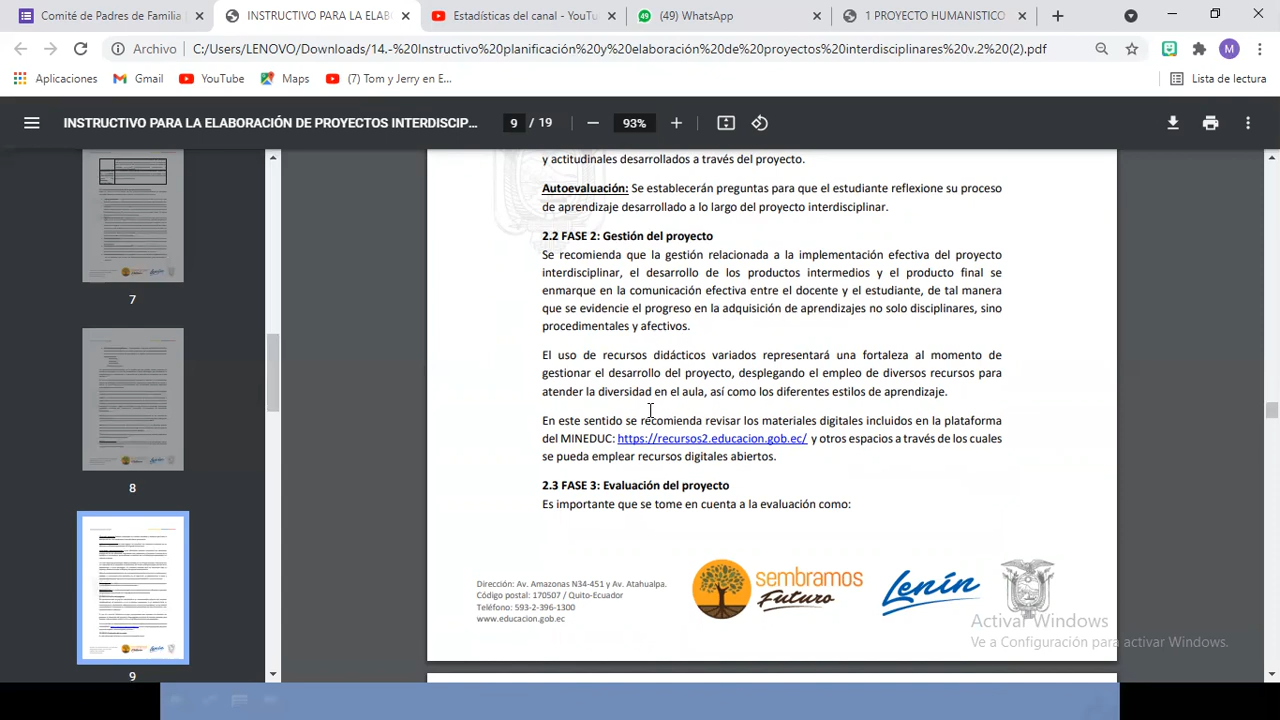 Comité de Padres de Familia
INSTRUCTIVO PARA LA ELAB
Estadísticas del canal - YouTu
(49) WhatsApp
1 PROYECTO HUMANISTICO
Archivo
C:/Users/LENOVO/Downloads/14.-%20Instructivo%20planificación%20y%20elaboración%20de%20proyectos%20interdisciplinares%20v.2%20(2).pdf
Aplicaciones
Gmail
YouTube
Maps
(7) Tom y Jerry en E...
Lista de lectura
INSTRUCTIVO PARA LA ELABORACIÓN DE PROYECTOS INTERDISCIP...
9 / 19
93%
7
8
9
y actitudinales desarrollados a través del proyecto.
Autoevaluación: Se establecerán preguntas para que el estudiante reflexione su proceso
de aprendizaje desarrollado a lo largo del proyecto interdisciplinar.
2.2 FASE 2: Gestión del proyecto
Se recomienda que la gestión relacionada a la implementación efectiva del proyecto
interdisciplinar, el desarrollo de los productos intermedios y el producto final se
enmarque en la comunicación efectiva entre el docente y el estudiante, de tal manera
que se evidencie el progreso en la adquisición de aprendizajes no solo disciplinares, sino
procedimentales y afectivos.
El uso de recursos didácticos variados representará una fortaleza al momento de
gestionar el desarrollo del proyecto, desplegando el empleo de diversos recursos para
atender la diversidad en el aula, así como los diferentes estilos de aprendizaje.
En este sentido se recomienda revisar los materiales digitales incluidos en la plataforma
del MINEDUC: https://recursos2.educacion.gob.ec/ y otros espacios a través de los cuales
se pueda emplear recursos digitales abiertos.
2.3 FASE 3: Evaluación del proyecto
Es importante que se tome en cuenta a la evaluación como:
Dirección: Av. Amazonas N34-451 y Av. Atahualpa.
Código postal: 170507 / Quito-Ecuador
Teléfono: 593-2-396-1300
www.educacion.gob.ec
sembramos
Futuro
Lenín
Activar Windows
Ve a Configuración para activar Windows.